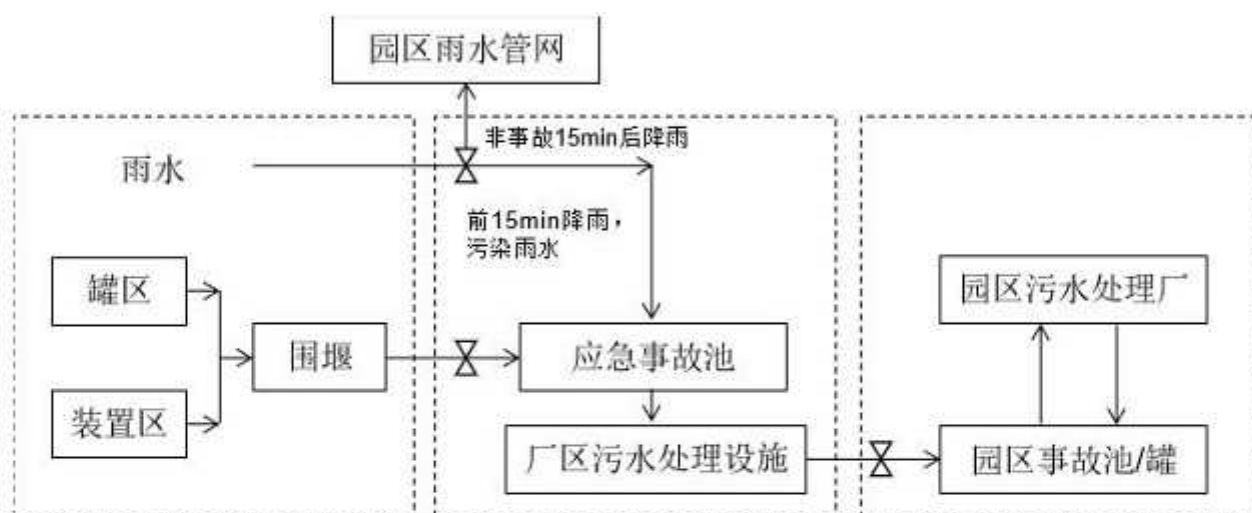 园区雨水管网
非事故15min后降雨
雨水
前15min降雨，
污染雨水
罐区
园区污水处理厂
围堰
应急事故池
装置区
厂区污水处理设施
园区事故池/罐